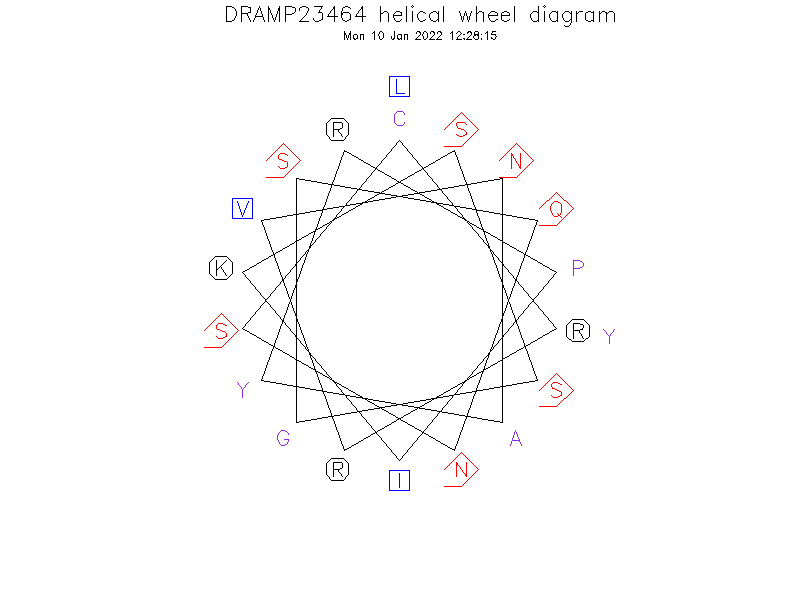 DRAMP23464 helical wheel diagram
Mon 10 Jan 2022 12:28:15
L
C
R
S
S
N
V
Q
K
P
S
R Y
Y
S
G
A
R
I
N